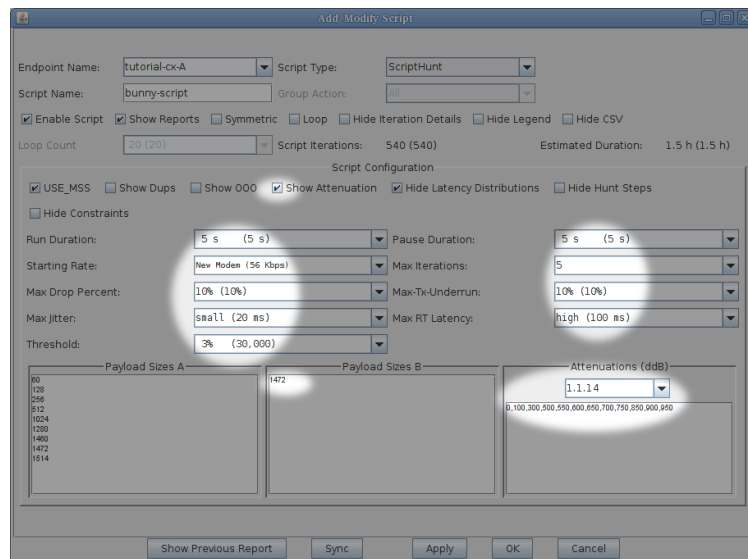 Add/Modify Script
Endpoint Name: tutorial-cx-A Script Type: ScriptHunt
Script Name: bunny-script Group Action: All
Enable Script Show Reports Symmetric Loop Hide Iteration Details Hide Legend Hide CSV
Loop Count 20 (20) Script Iterations: 540 (540) Estimated Duration: 1.5 h (1.5 h)
Script Configuration
USE_MSS Show Dups Show OOO Show Attenuation Hide Latency Distributions Hide Hunt Steps
Hide Constraints
Run Duration: 5 s (5 s) Pause Duration: 5 s (5 s)
Starting Rate: New Modem (56 Kbps) Max Iterations: 5
Max Drop Percent: 10% (10%) Max-Tx-Underrun: 10% (10%)
Max Jitter: small (20 ms) Max RT Latency: high (100 ms)
Threshold: 3% (30,000)
Payload Sizes A Payload Sizes B Attenuations (ddB)
60 1472 1.1.14
128 0,100,300,500,550,600,650,700,750,850,900,950
256
512
1024
1280
1460
1472
1514
Show Previous Report Sync Apply OK Cancel